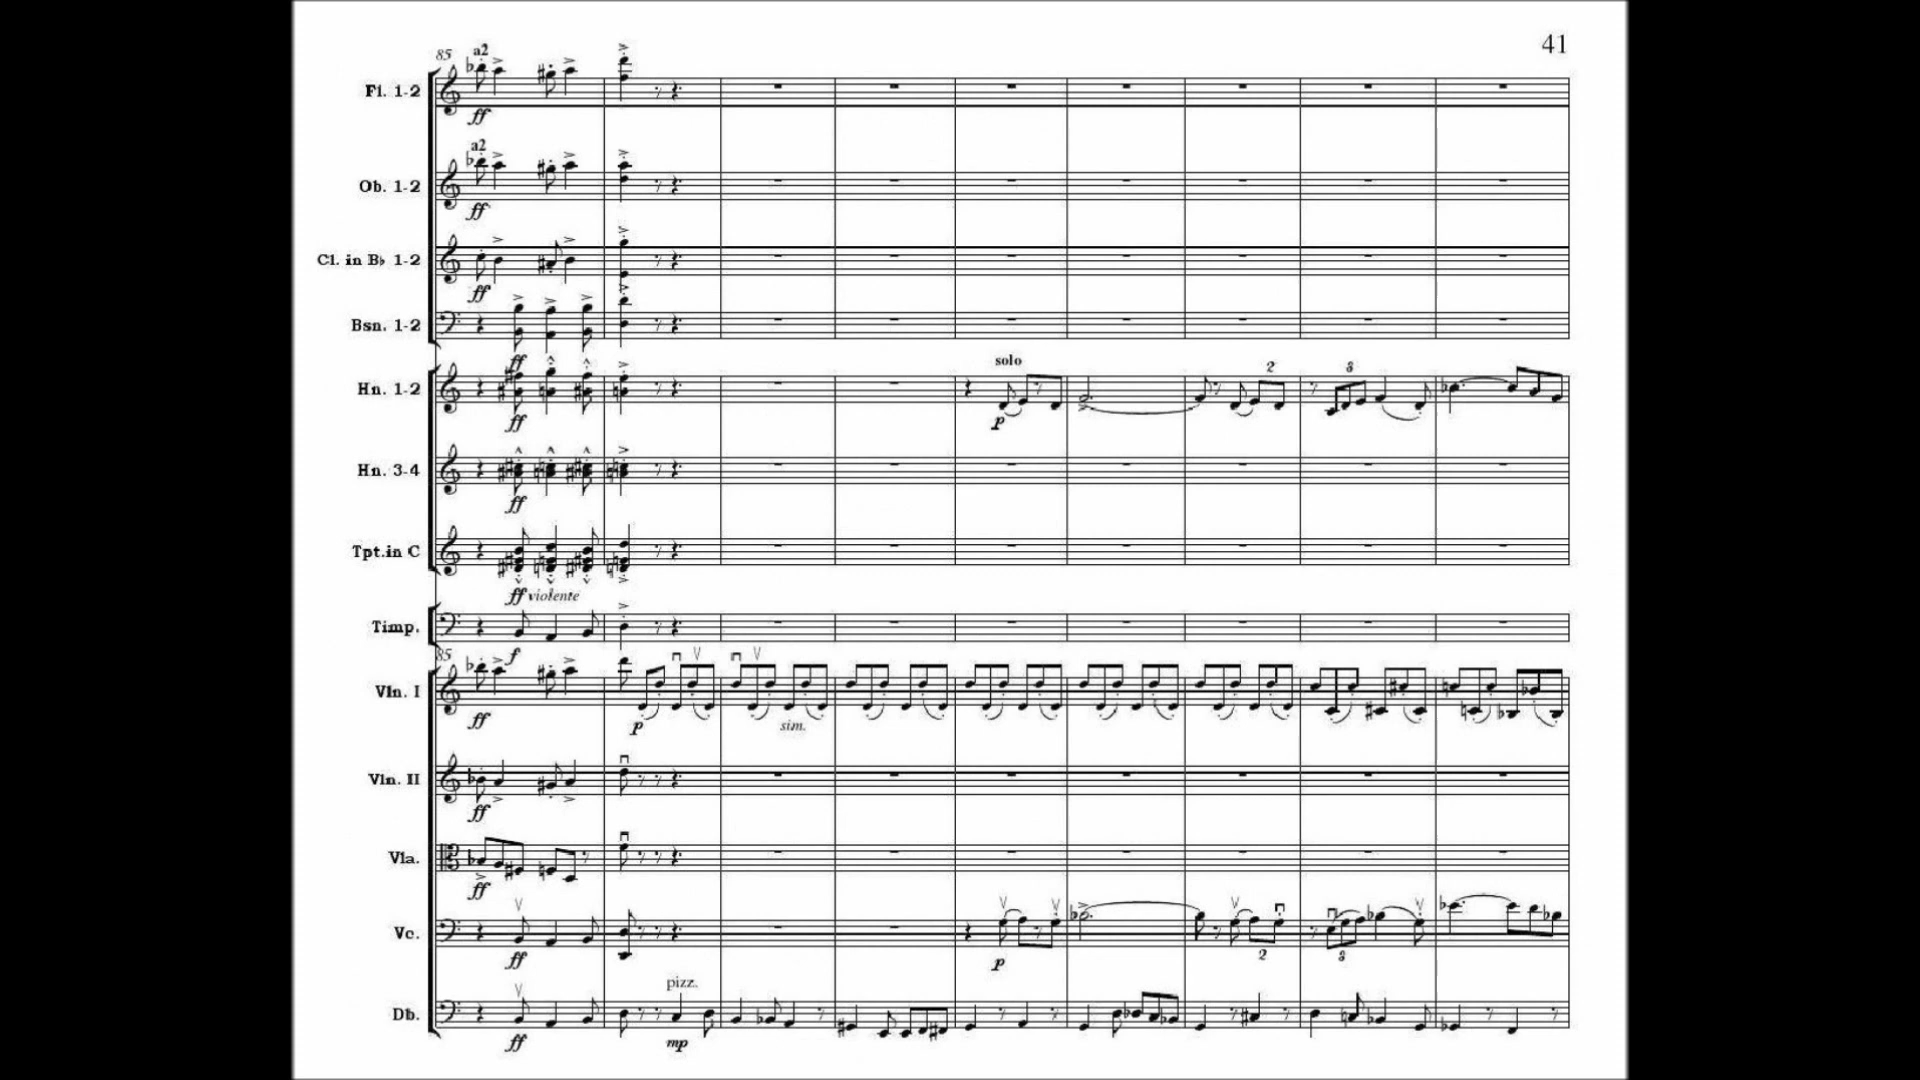 41
85
a2
Fl. 1-2
ff
a2
Ob. 1-2
ff
Cl. in B♭ 1-2
ff
Bsn. 1-2
ff
solo
2
3
Hn. 1-2
ff
p
Hn. 3-4
ff
Tpt.in C
ff violente
Timp.
f
85
Vln. I
ff
p
sim.
Vln. II
ff
Vla.
ff
Vc.
2
3
ff
p
pizz.
Db.
ff
mp